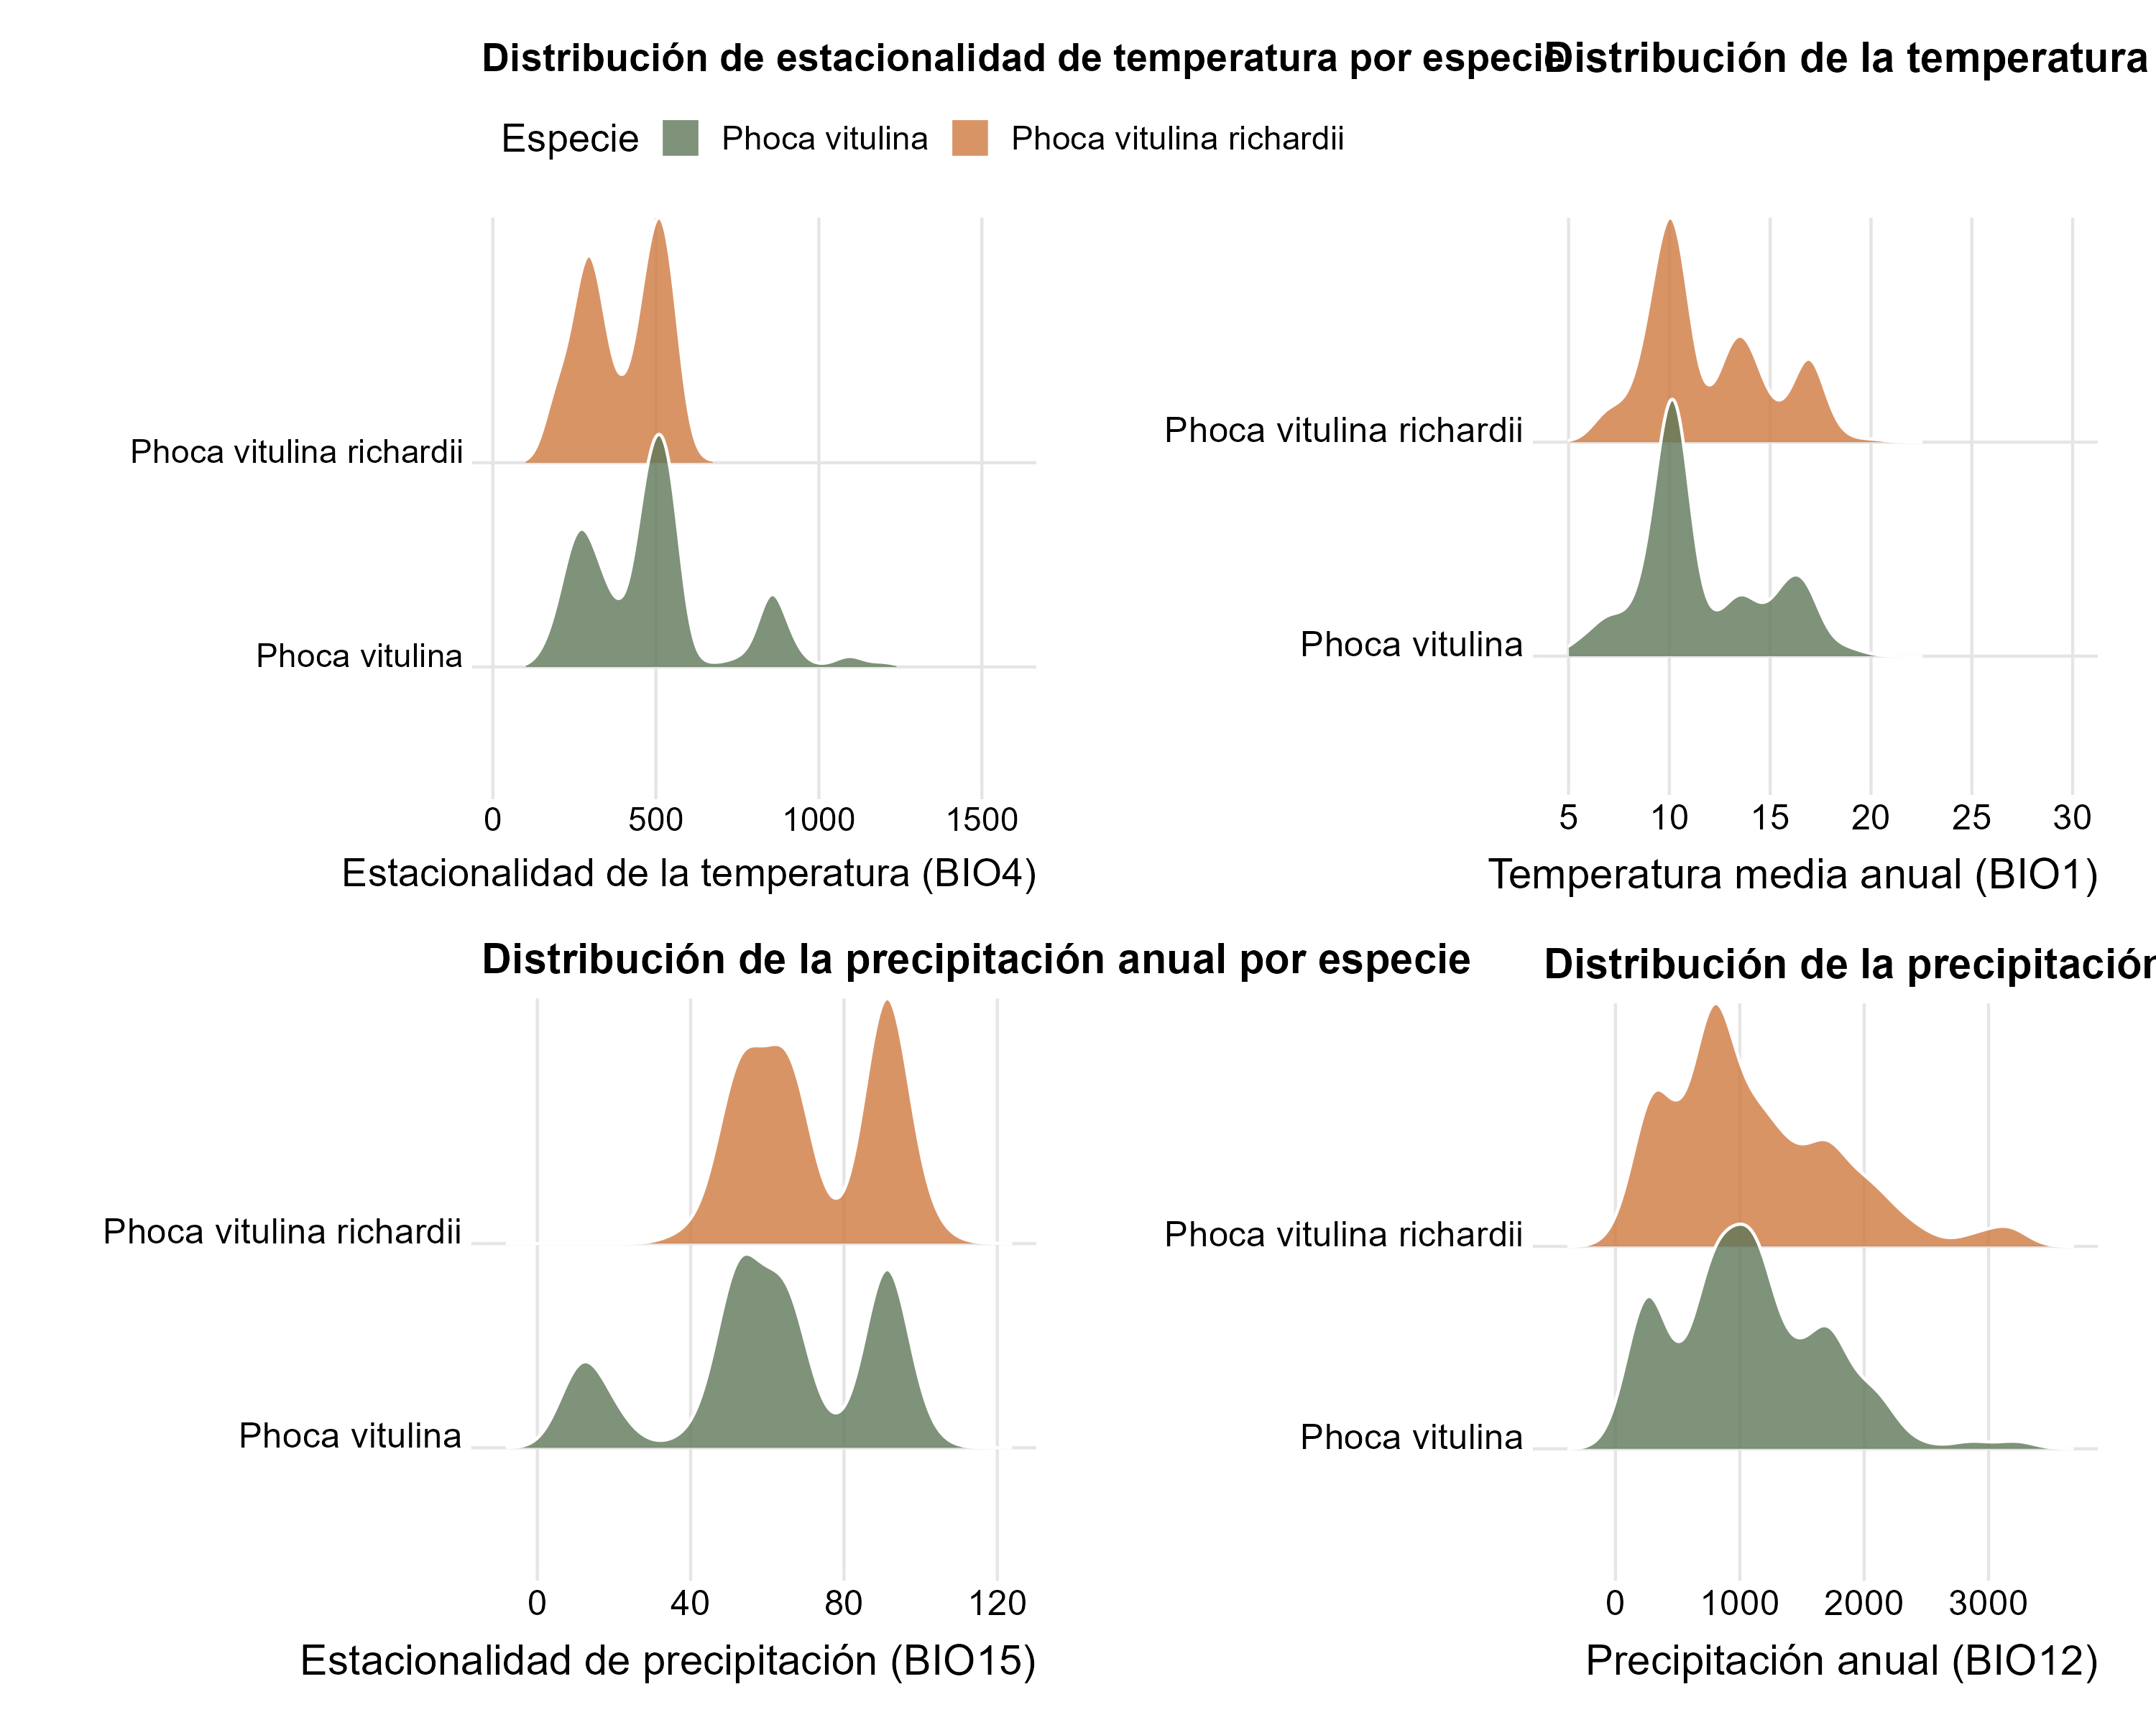 Distribución de estacionalidad de temperatura por especie
Distribución de la temperatura
Especie Phoca vitulina Phoca vitulina richardii
Phoca vitulina richardii
Phoca vitulina
0 500 1000 1500
Estacionalidad de la temperatura (BIO4)
Phoca vitulina richardii
Phoca vitulina
5 10 15 20 25 30
Temperatura media anual (BIO1)
Distribución de la precipitación anual por especie
Phoca vitulina richardii
Phoca vitulina
0 40 80 120
Estacionalidad de precipitación (BIO15)
Distribución de la precipitación
Phoca vitulina richardii
Phoca vitulina
0 1000 2000 3000
Precipitación anual (BIO12)